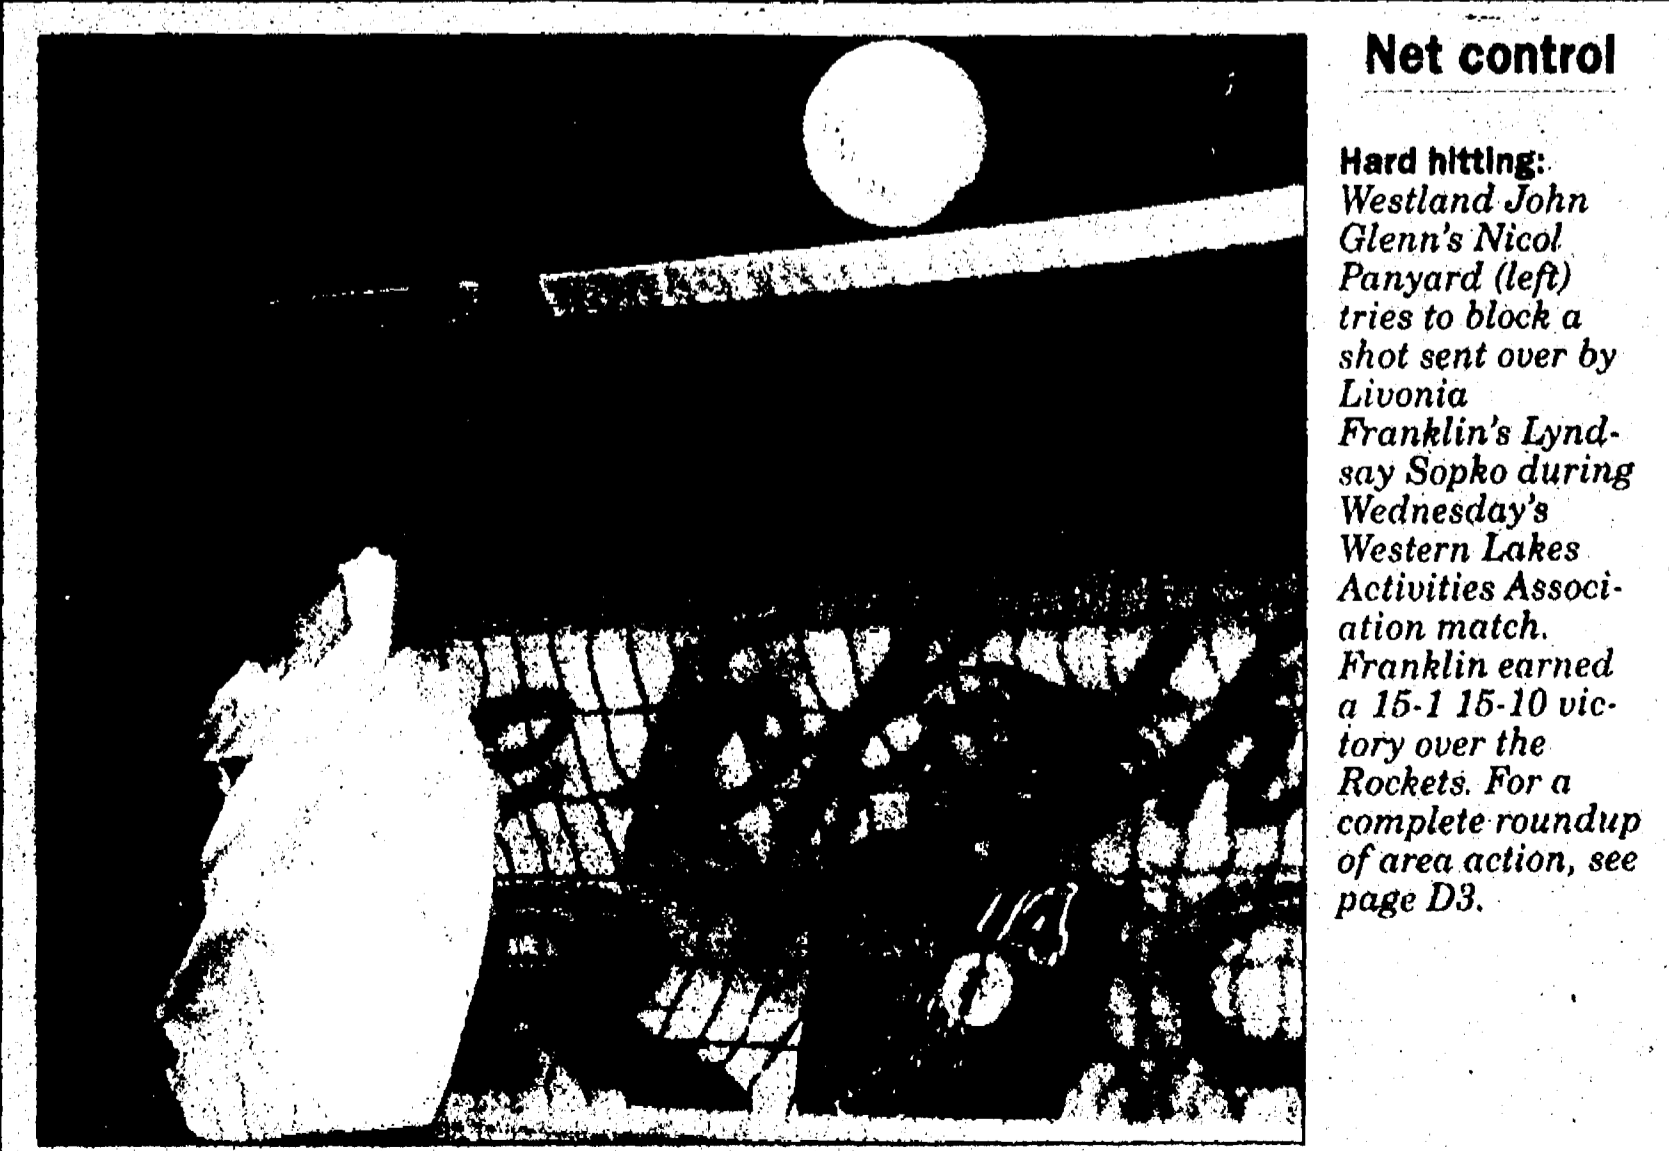 Net control
Hard hitting:
Westland John
Glenn's Nicol
Panyard (left)
tries to block a
shot sent over by
Livonia
Franklin's Lynd-
say Sopko during
Wednesday's
Western Lakes
Activities Associ-
ation match.
Franklin earned
a 15-1 15-10 vic-
tory over the
Rockets. For a
complete roundup
of area action, see
page D3.